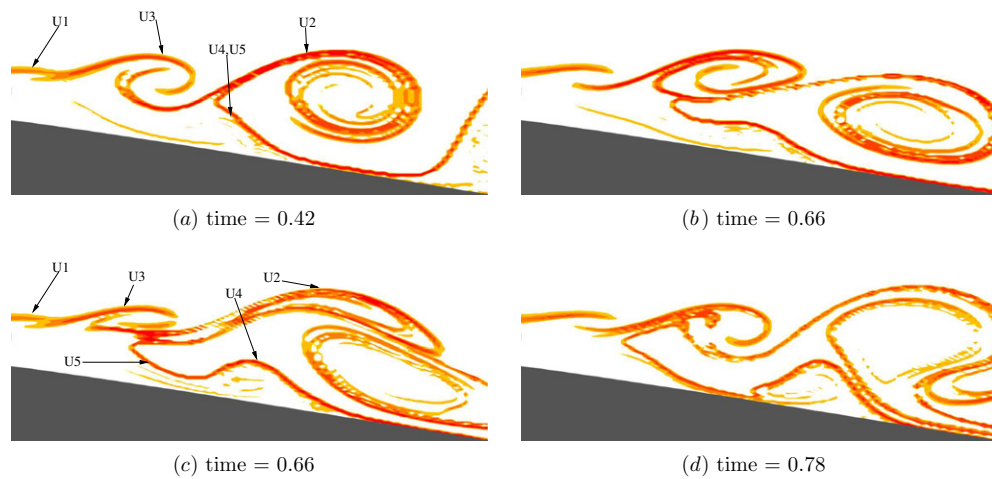 U1
U3
U2
U4,U5
(a) time = 0.42
(b) time = 0.66
U1
U3
U2
U4
U5
(c) time = 0.66
(d) time = 0.78